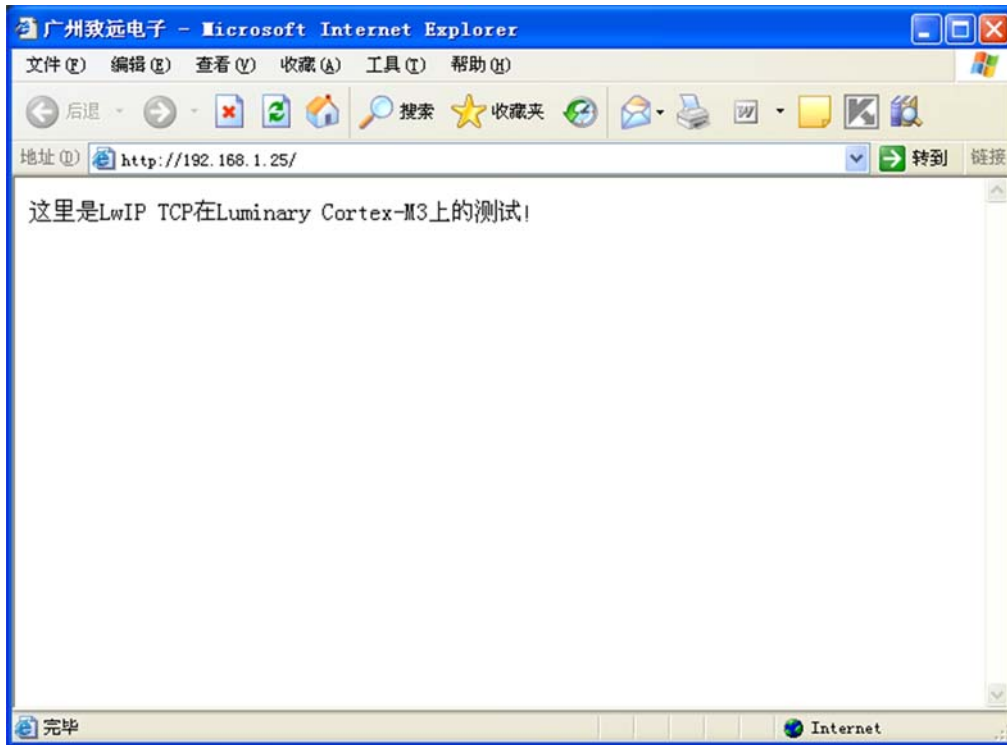 广州致远电子 - Microsoft Internet Explorer
文件(F) 编辑(E) 查看(V) 收藏(A) 工具(T) 帮助(H)
后退 搜索 收藏夹 W K
地址(D) http://192.168.1.25/ 转到 链接
这里是LwIP TCP在Luminary Cortex-M3上的测试!
完毕 Internet